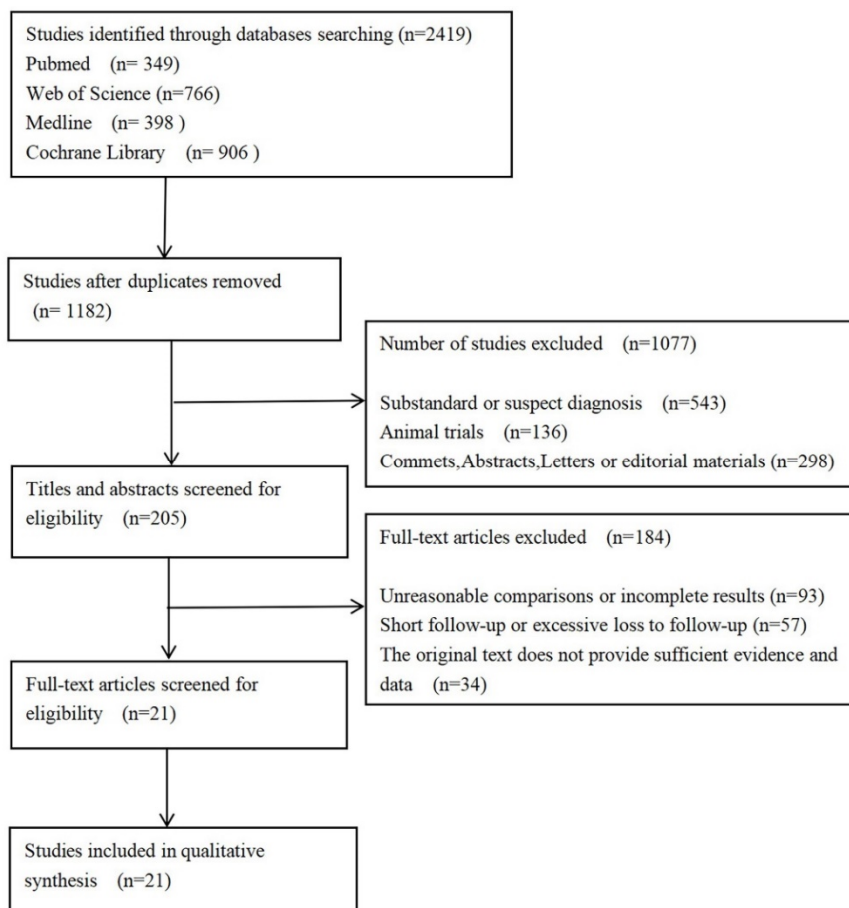 Studies identified through databases searching (n=2419)
Pubmed (n= 349)
Web of Science (n=766)
Medline (n= 398 )
Cochrane Library (n= 906 )
Studies after duplicates removed
(n= 1182)
Number of studies excluded (n=1077)
Substandard or suspect diagnosis (n=543)
Animal trials (n=136)
Commets,Abstracts,Letters or editorial materials (n=298)
Titles and abstracts screened for
eligibility (n=205)
Full-text articles excluded (n=184)
Unreasonable comparisons or incomplete results (n=93)
Short follow-up or excessive loss to follow-up (n=57)
The original text does not provide sufficient evidence and
data (n=34)
Full-text articles screened for
eligibility (n=21)
Studies included in qualitative
synthesis (n=21)